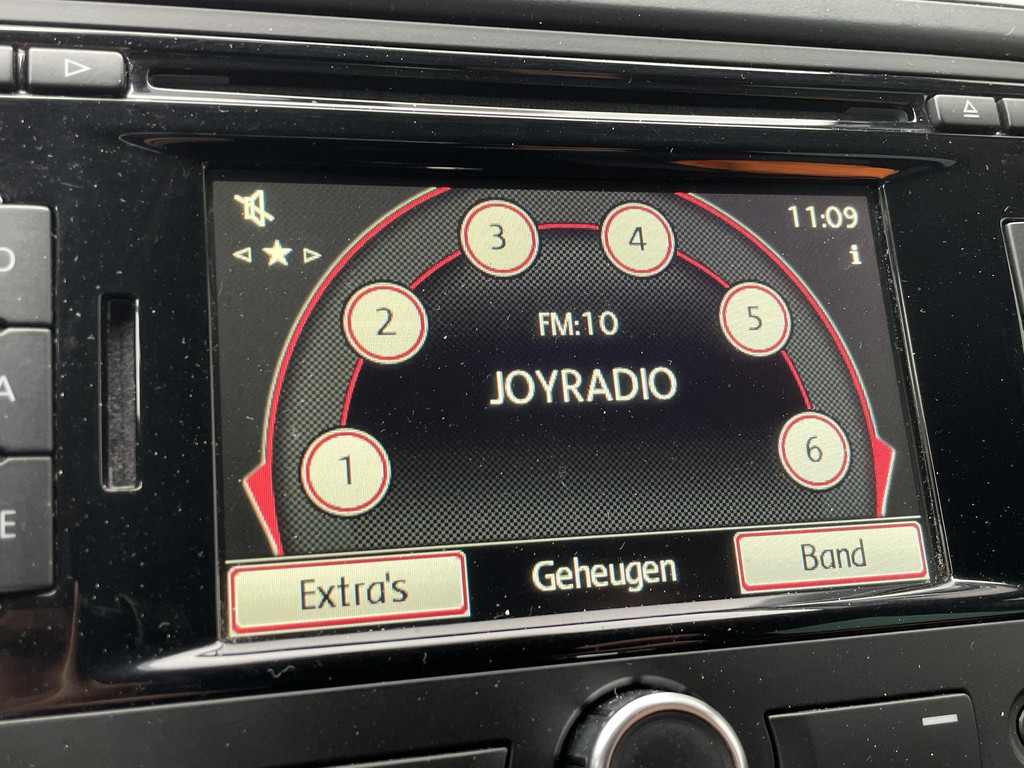 11:09
i
3
4
2
5
FM:10
JOYRADIO
1
6
Extra's
Geheugen
Band
D
A
E